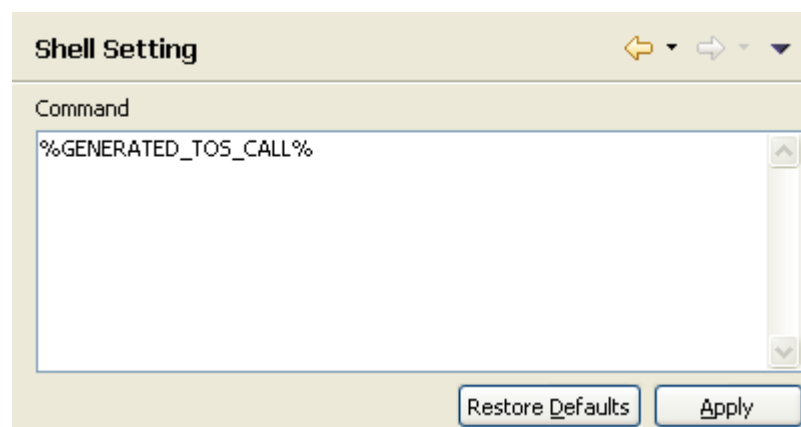 Shell Setting
Command
%GENERATED_TOS_CALL%
Restore Defaults
Apply